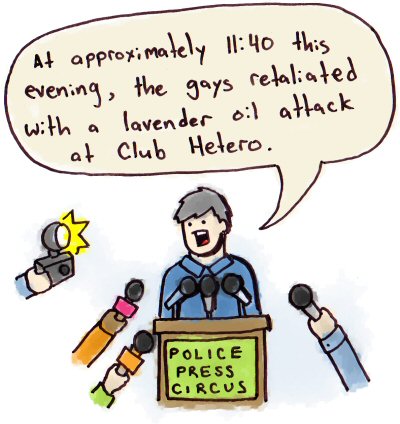 At approximately 11:40 this
evening, the gays retaliated
with a lavender oil attack
at Club Hetero.
POLICE
PRESS
CIRCUS